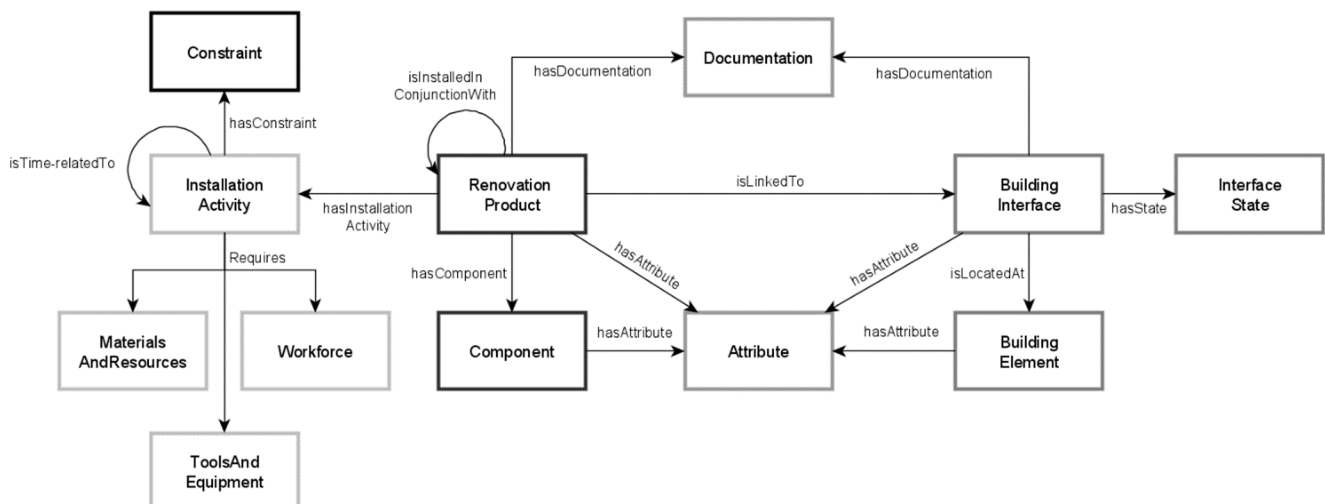 Constraint
Documentation
isInstalledIn
ConjunctionWith
hasDocumentation
hasDocumentation
hasConstraint
isTime-relatedTo
Installation
Activity
hasInstallation
Activity
Renovation
Product
isLinkedTo
Building
Interface
hasState
Interface
State
Requires
hasComponent
hasAttribute
hasAttribute
isLocatedAt
Materials
AndResources
Workforce
Component
hasAttribute
Attribute
hasAttribute
Building
Element
ToolsAnd
Equipment